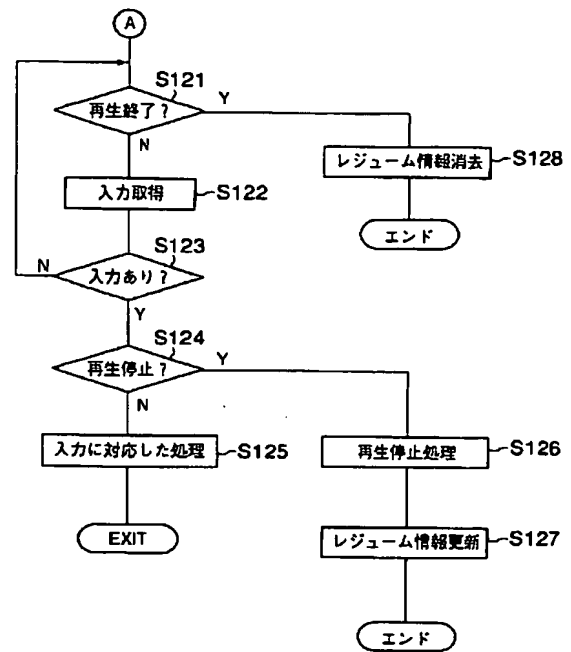 A
S121
再生終了?
Y
N
レジューム情報消去
S128
入力取得
S122
エンド
S123
N
入力あり?
Y
S124
再生停止?
Y
N
入力に対応した処理
S125
再生停止処理
S126
EXIT
レジューム情報更新
S127
エンド